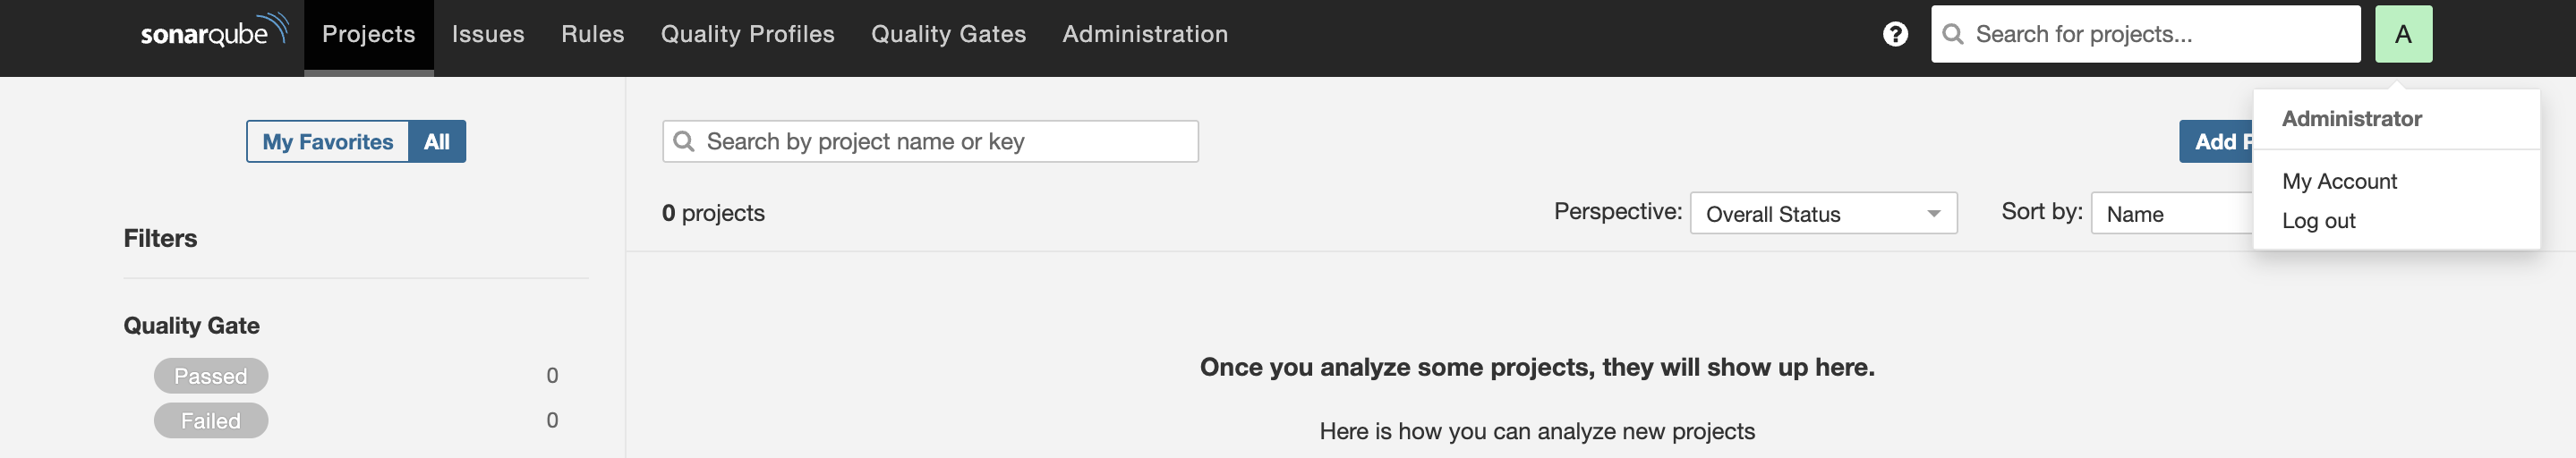 sonarqube Projects Issues Rules Quality Profiles Quality Gates Administration ? Search for projects... A
Administrator
My Account
Log out
My Favorites All
Search by project name or key
Add
0 projects
Perspective: Overall Status
Sort by: Name
Filters
Quality Gate
Passed 0
Failed 0
Once you analyze some projects, they will show up here.
Here is how you can analyze new projects